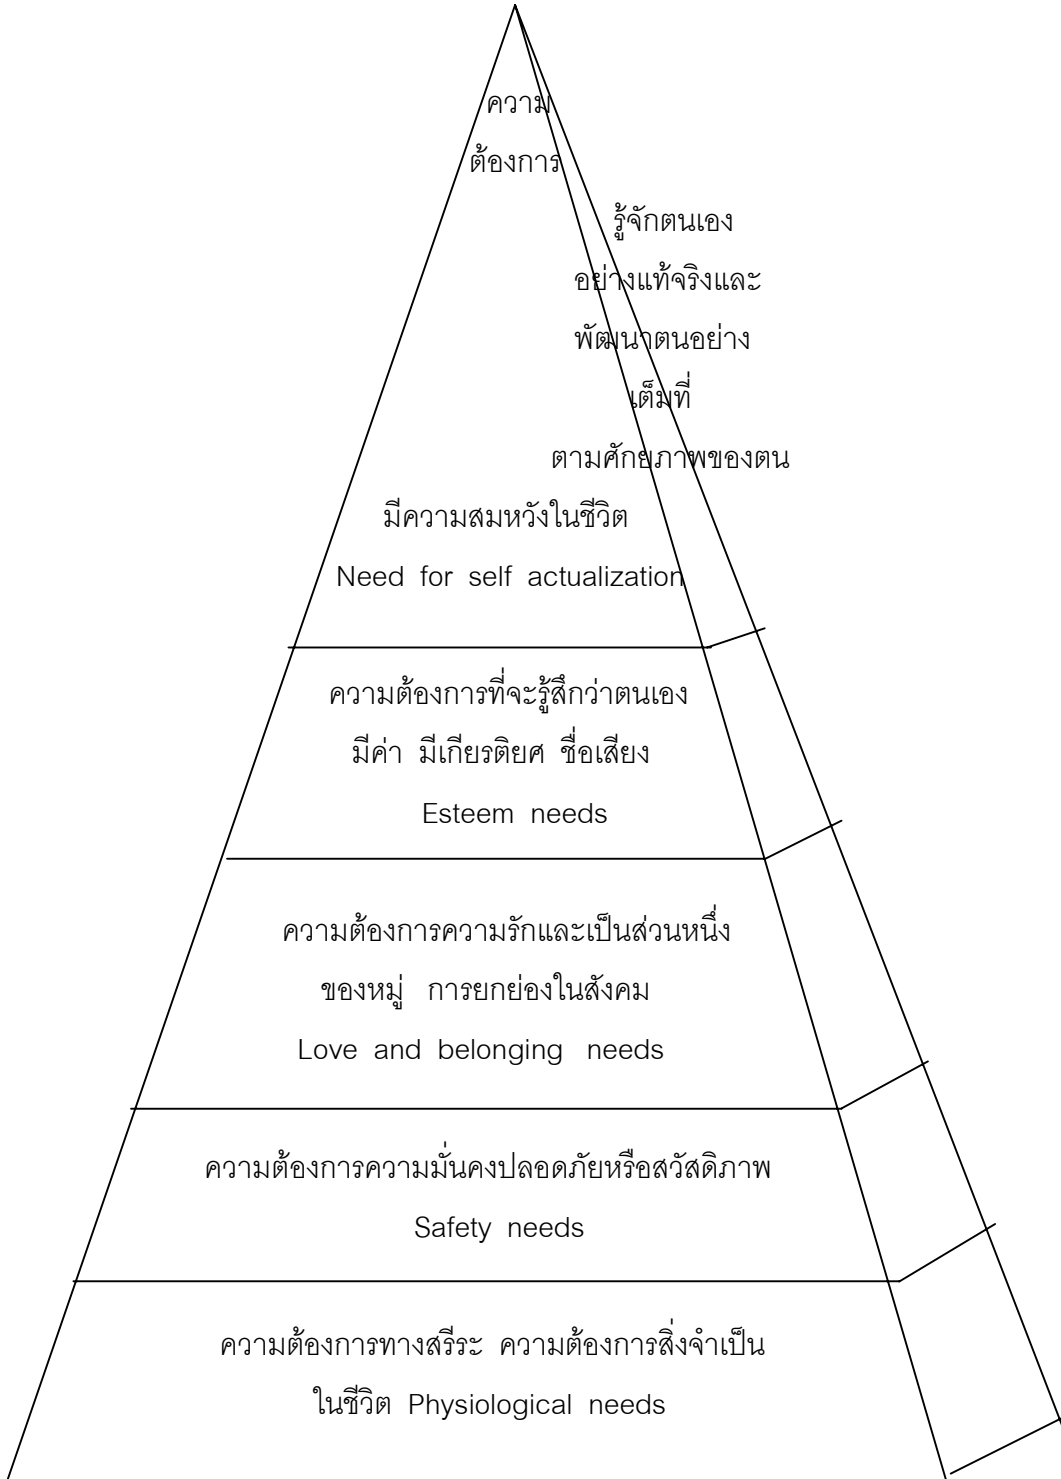 ความ
ต้องการ
รู้จักตนเอง
อย่างแท้จริงและ
พัฒนาตนอย่าง
เต็มที่
ตามศักยภาพของตน
มีความสมหวังในชีวิต
Need for self actualization
ความต้องการที่จะรู้สึกว่าตนเอง
มีค่า มีเกียรติยศ ชื่อเสียง
Esteem needs
ความต้องการความรักและเป็นส่วนหนึ่ง
ของหมู่ การยกย่องในสังคม
Love and belonging needs
ความต้องการความมั่นคงปลอดภัยหรือสวัสดิภาพ
Safety needs
ความต้องการทางสรีระ ความต้องการสิ่งจำเป็น
ในชีวิต Physiological needs